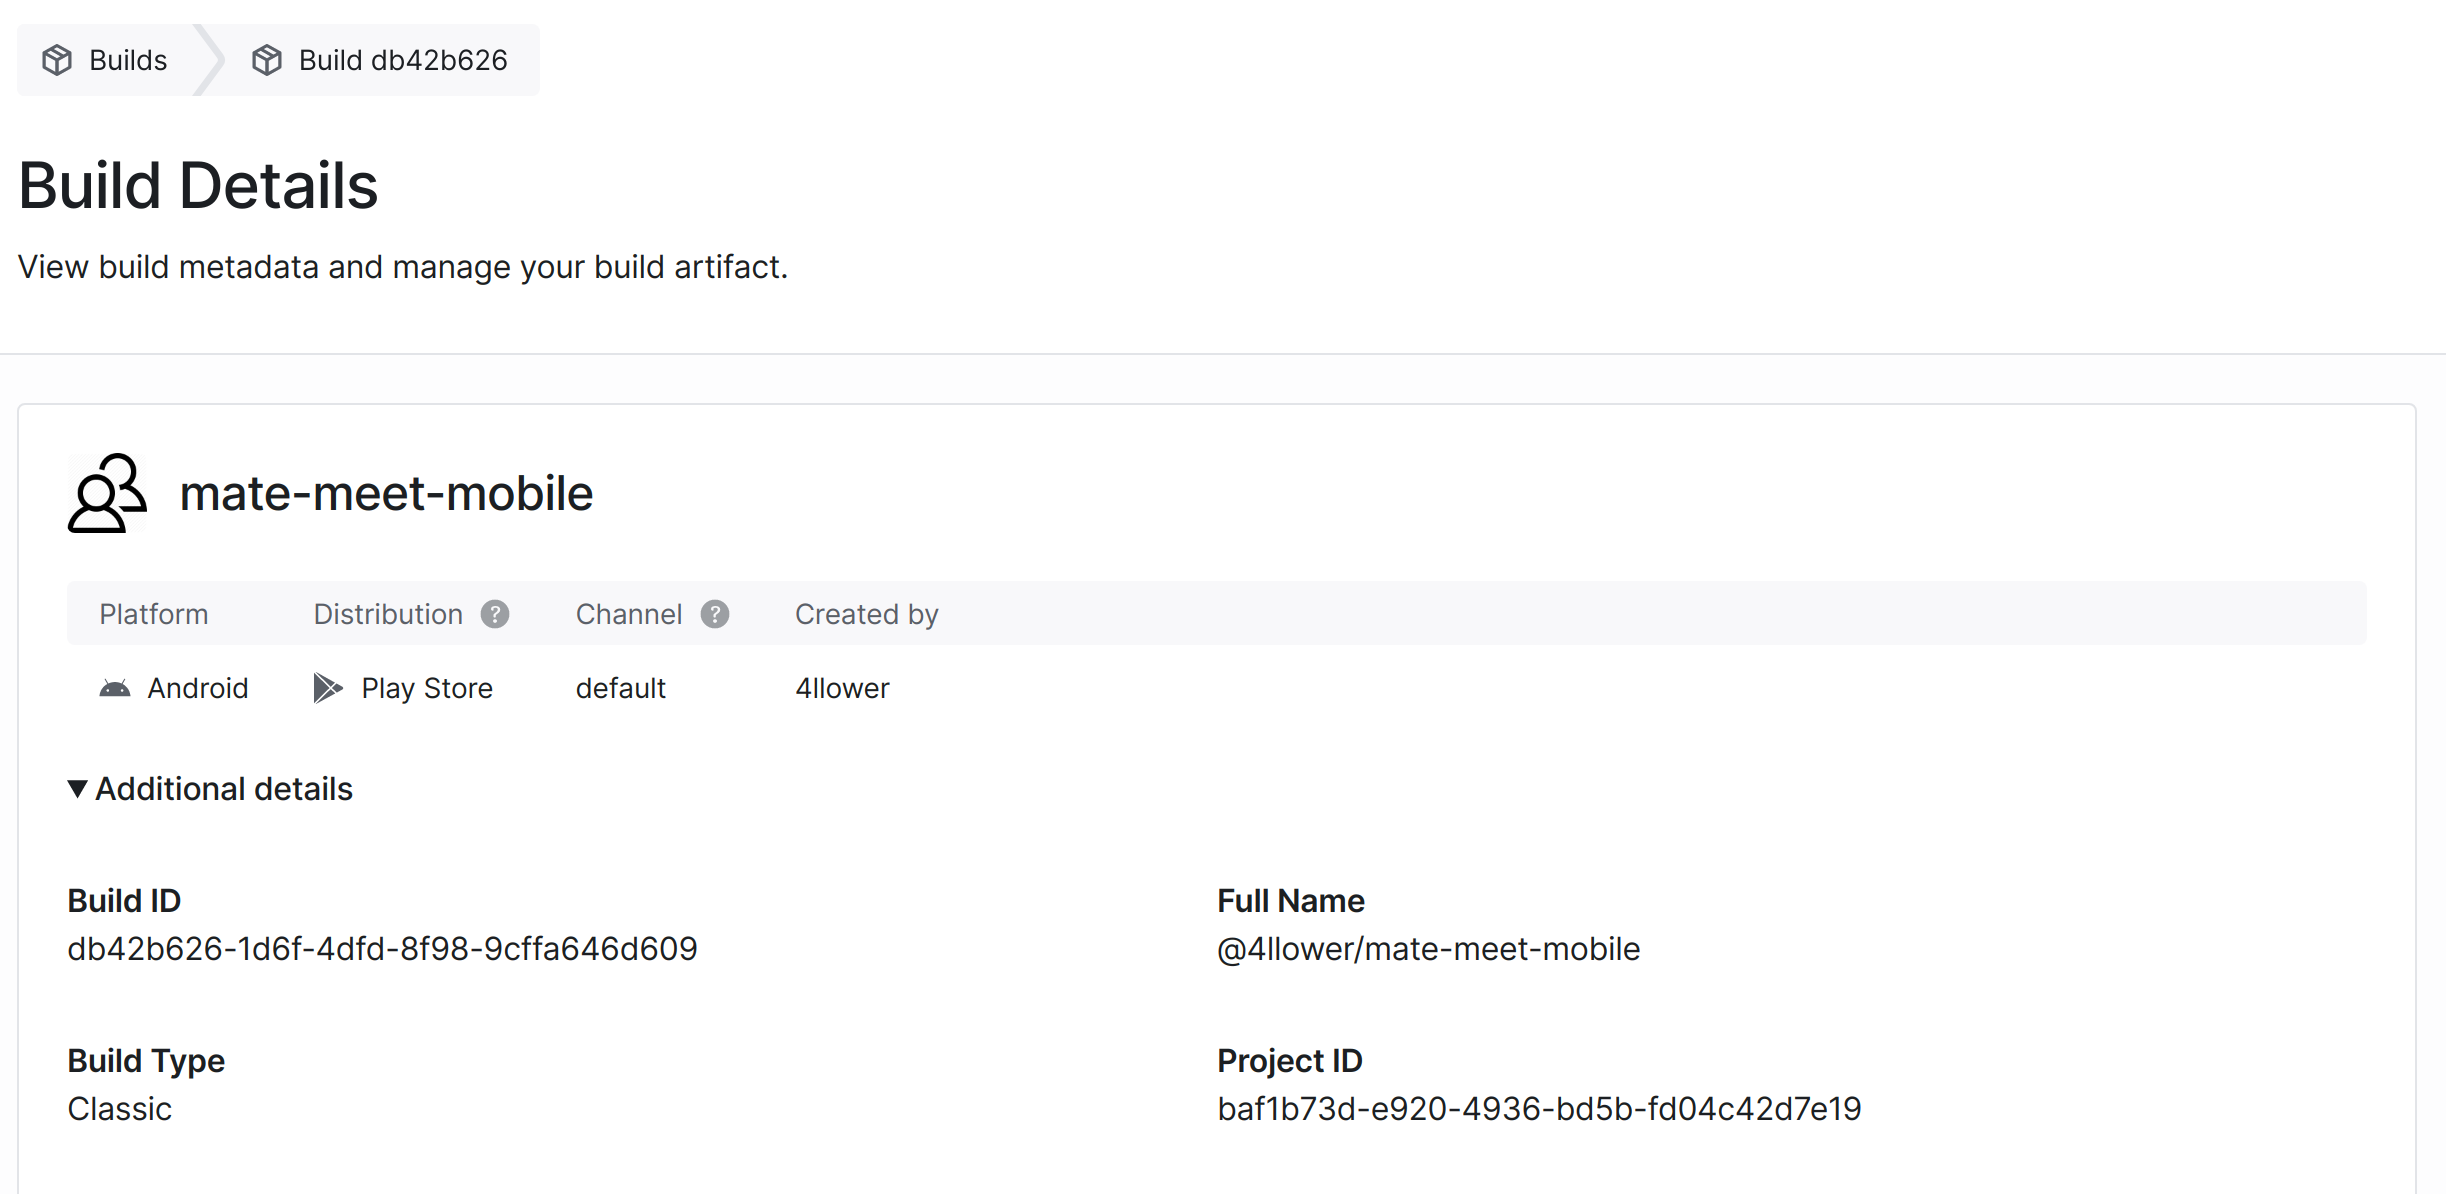 Builds
Build db42b626
Build Details
View build metadata and manage your build artifact.
mate-meet-mobile
Platform Distribution ? Channel ? Created by
Android Play Store default 4llower
Additional details
Build ID
db42b626-1d6f-4dfd-8f98-9cffa646d609
Full Name
@4llower/mate-meet-mobile
Build Type
Classic
Project ID
baf1b73d-e920-4936-bd5b-fd04c42d7e19